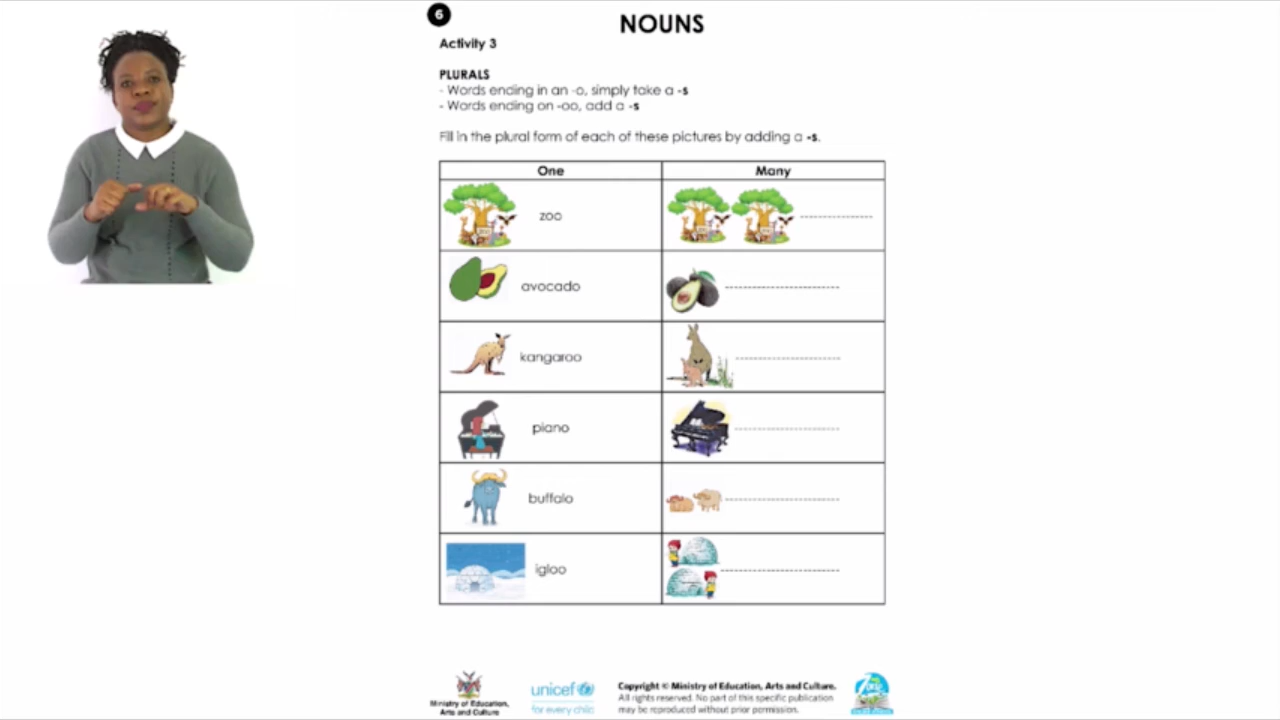 6
NOUNS
Activity 3
PLURALS
- Words ending in an -o, simply take a -s
- Words ending on -oo, add a -s
Fill in the plural form of each of these pictures by adding a -s.
One Many
zoo
avocado
kangaroo
piano
buffalo
igloo
Ministry of Education,
Arts and Culture
unicef
for every child
Copyright © Ministry of Education, Arts and Culture.
All rights reserved. No part of this specific publication
may be reproduced without prior permission.